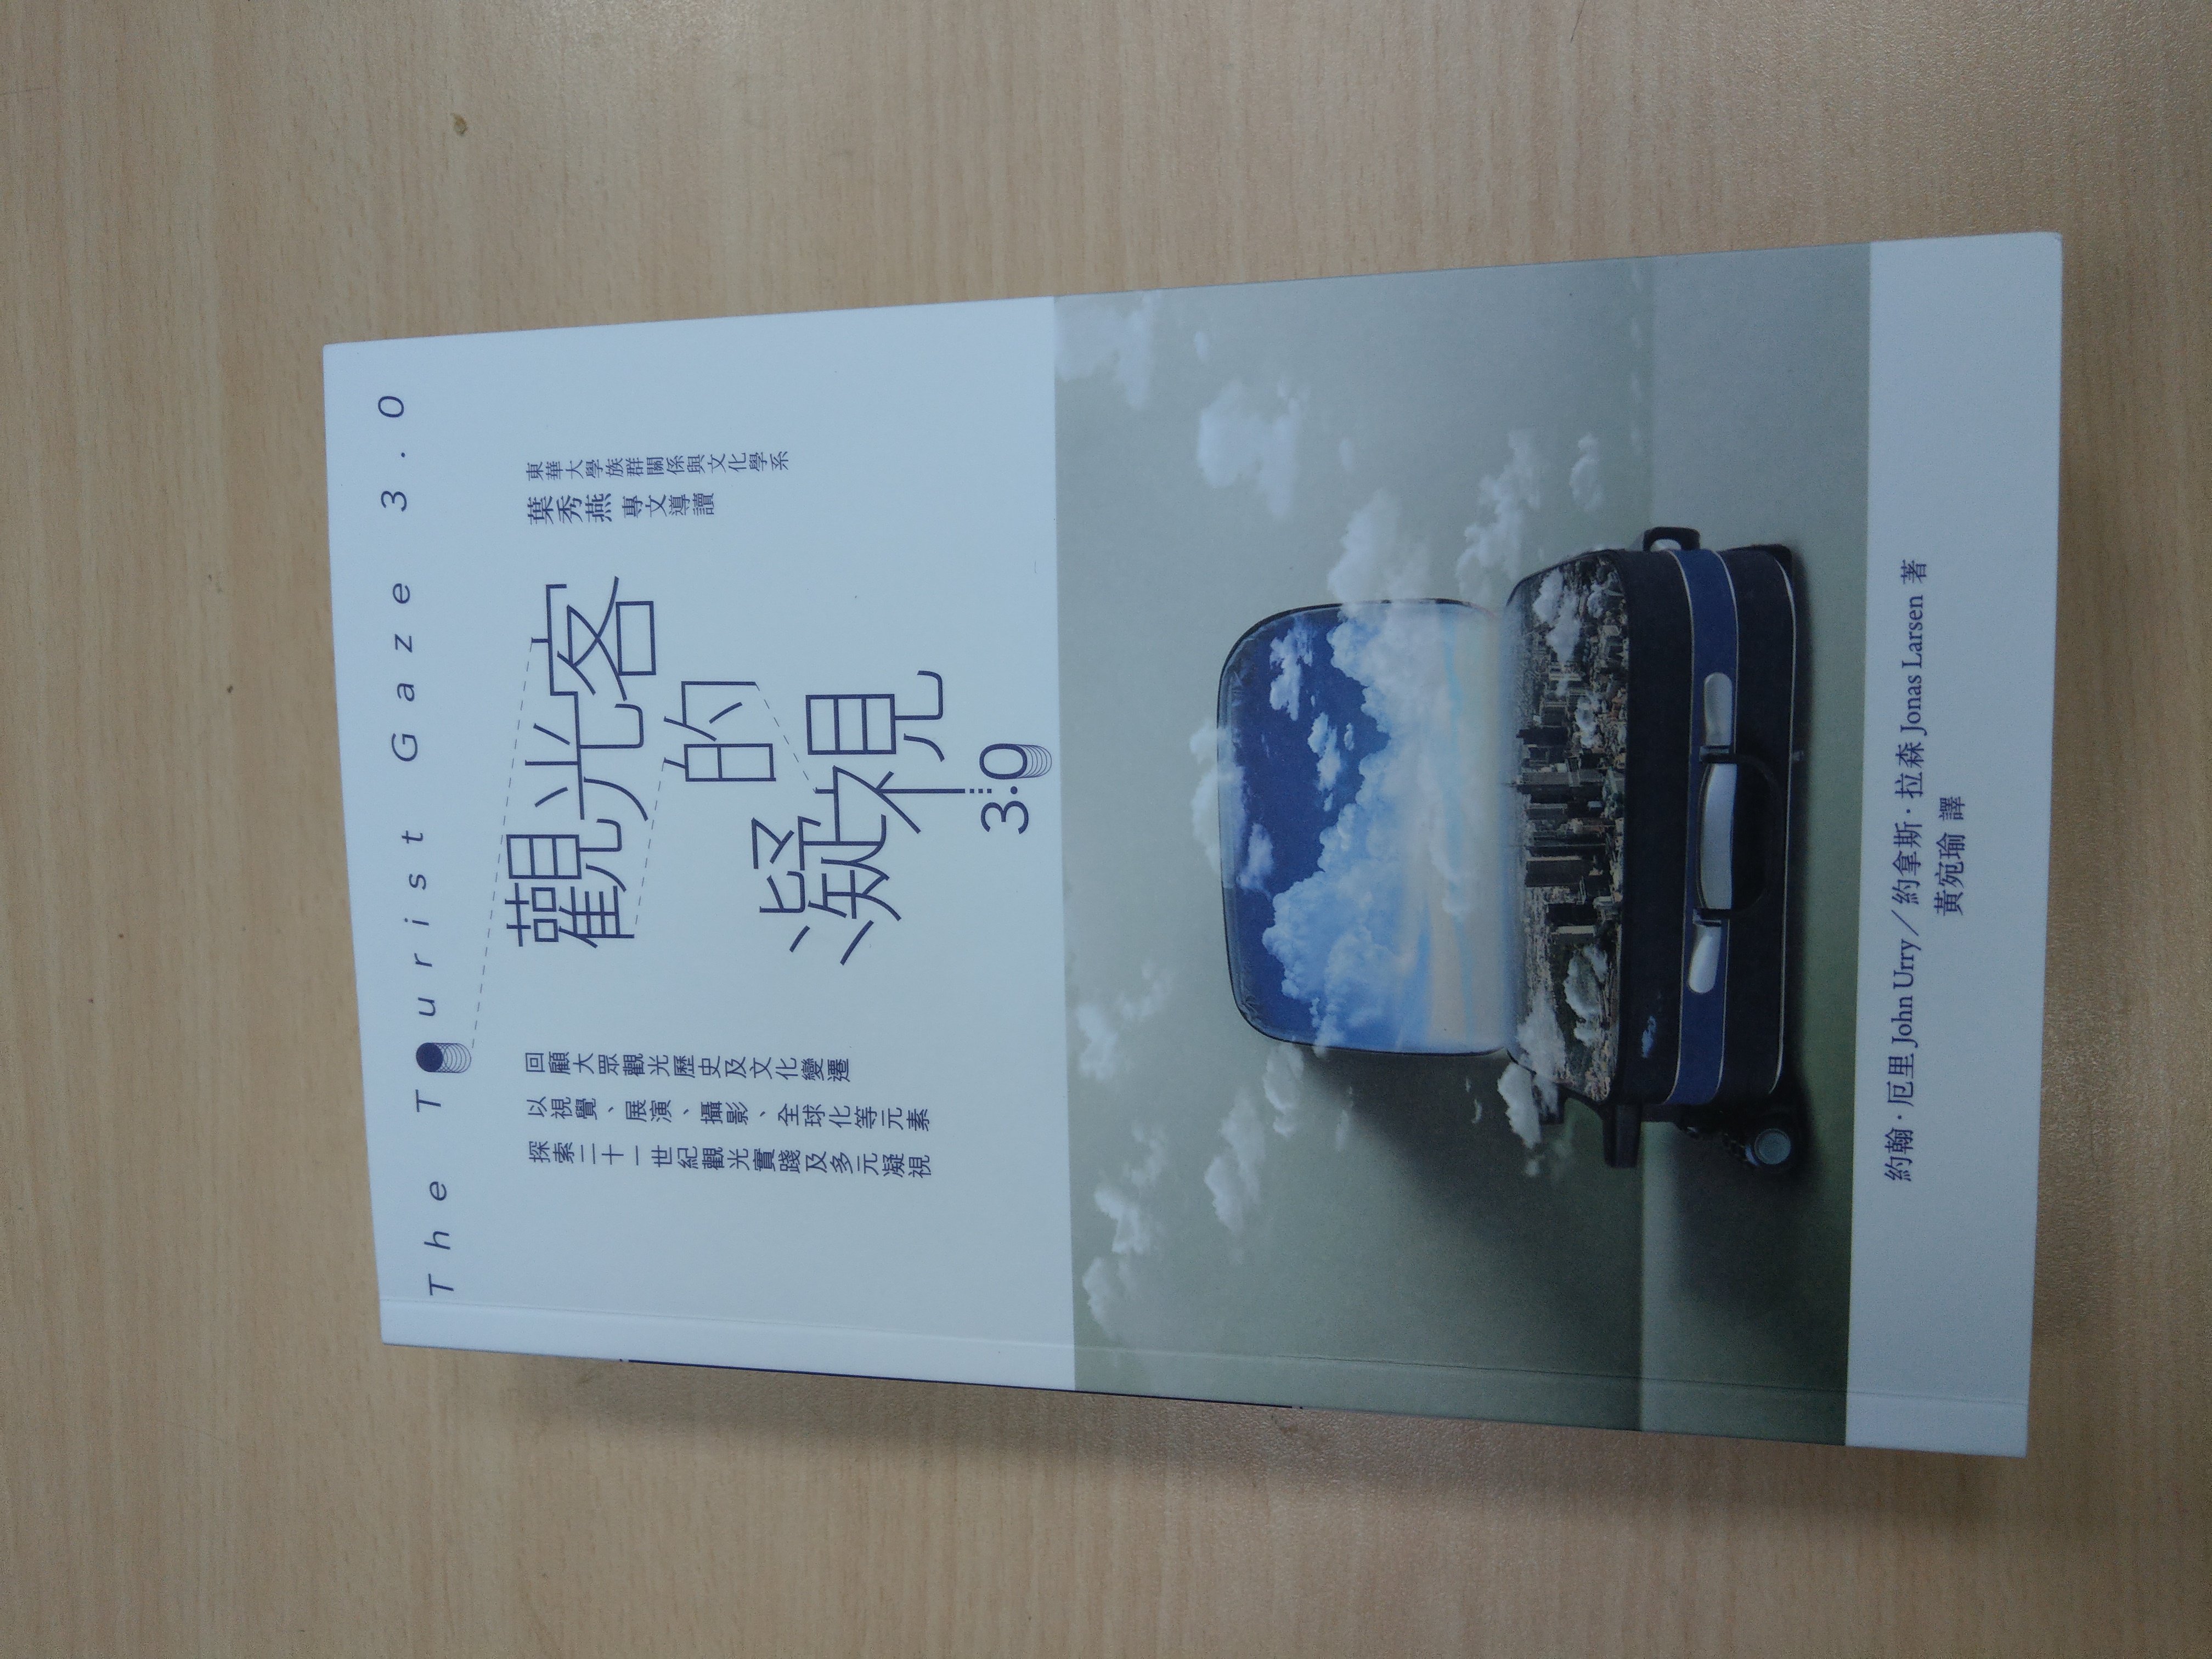 The Tourist Gaze 3.0
東華大學族群關係與文化學系
葉秀燕 專文導讀
觀光客
的
凝視
3.0
回顧大眾觀光歷史及文化變遷
以視覺、展演、攝影、全球化等元素
探索二十一世紀觀光實踐及多元凝視
約翰·厄里 John Urry／約拿斯·拉森 Jonas Larsen 著
黃宛瑜 譯